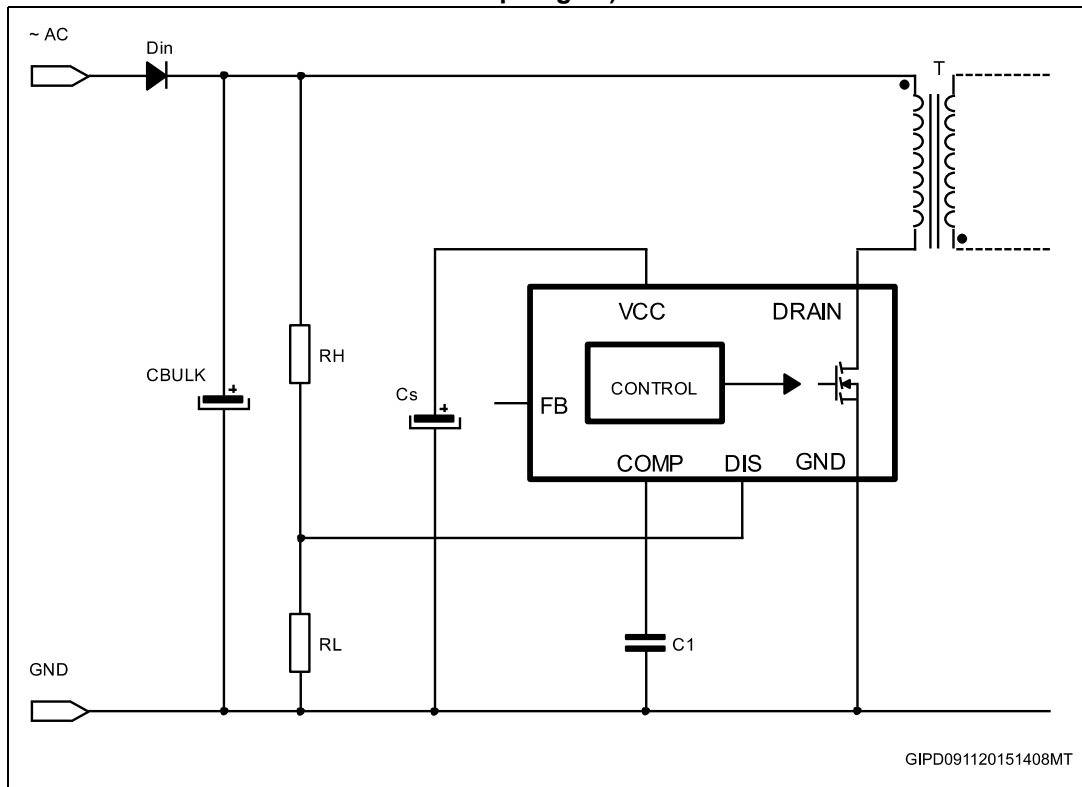 ~ AC
Din
T
VCC
DRAIN
RH
CBULK
+
Cs
+
CONTROL
FB
COMP
DIS
GND
RL
C1
GND
GIPD091120151408MT